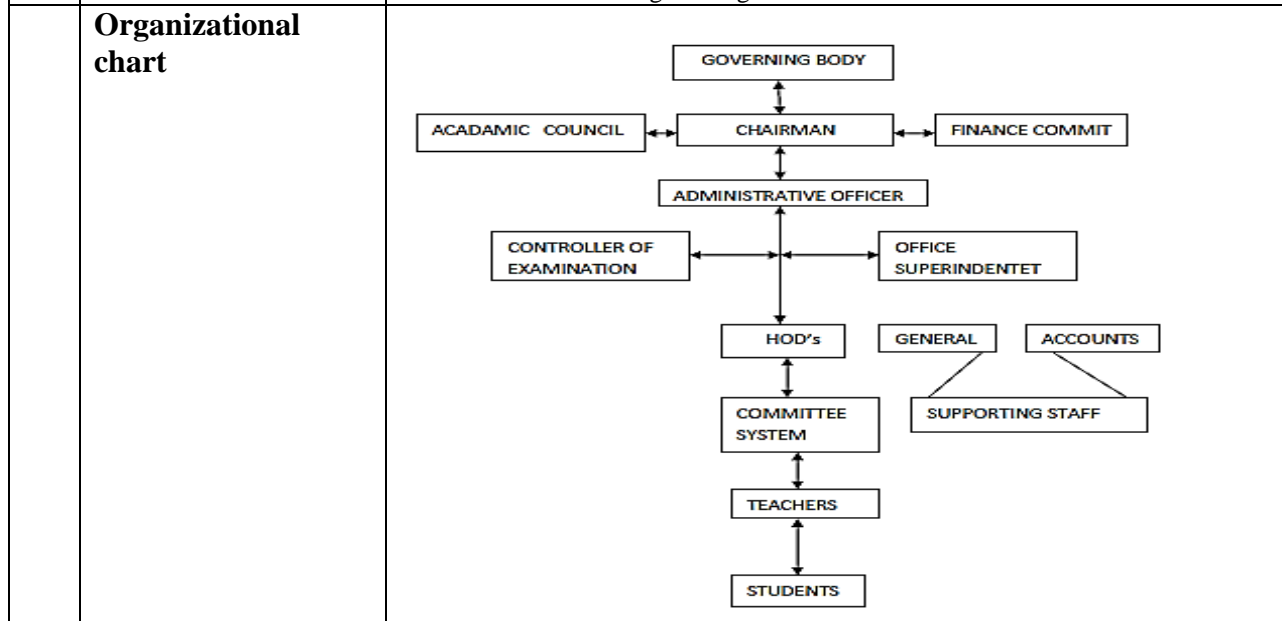 Organizational
chart
GOVERNING BODY
ACADAMIC COUNCIL
CHAIRMAN
FINANCE COMMIT
ADMINISTRATIVE OFFICER
CONTROLLER OF
EXAMINATION
OFFICE
SUPERINDENTET
HOD's
GENERAL
ACCOUNTS
COMMITTEE
SYSTEM
SUPPORTING STAFF
TEACHERS
STUDENTS